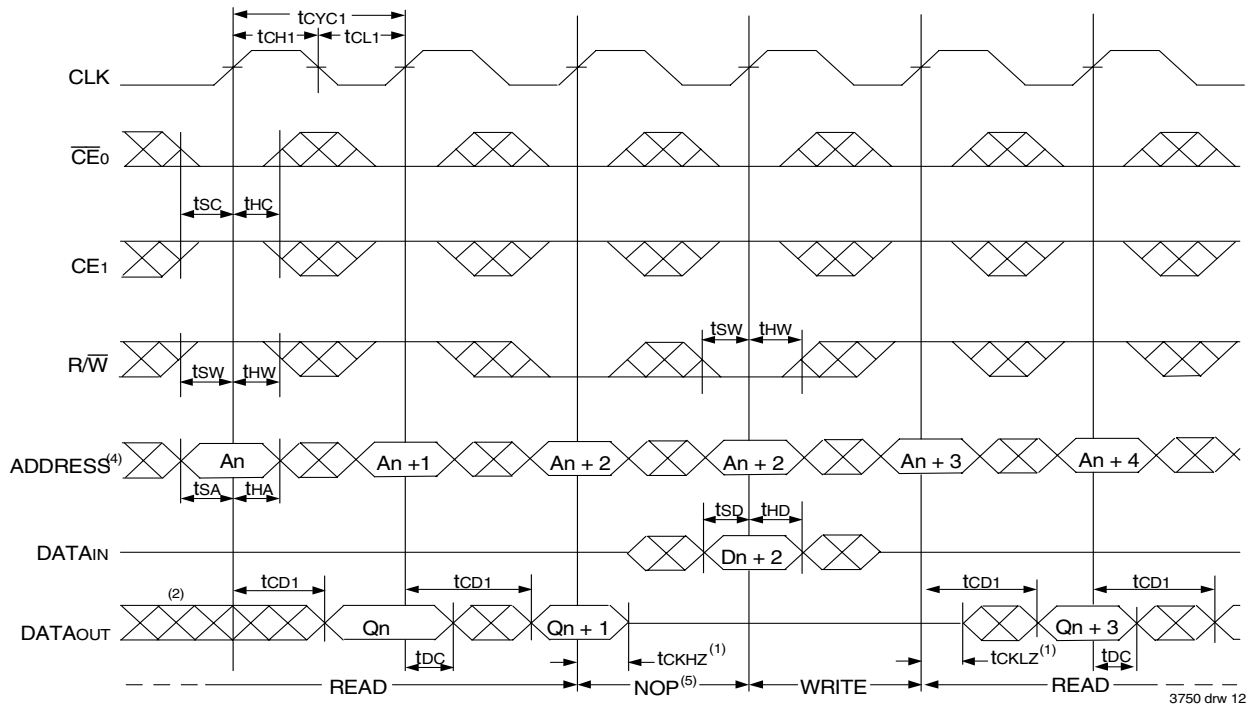 tCYC1
tCH1 tCL1
CLK
CE0
tSC tHC
CE1
tSW tHW
R/W
tSW tHW
ADDRESS(4) An An +1 An + 2 An + 2 An + 3 An + 4
tSA tHA
tSD tHD
DATAIN Dn + 2
tCD1 tCD1 tCD1 tCD1
(2)
DATAOUT Qn Qn + 1 Qn + 3
tDC tCKHZ(1) tCKLZ(1) tDC
READ NOP(5) WRITE READ
3750 drw 12